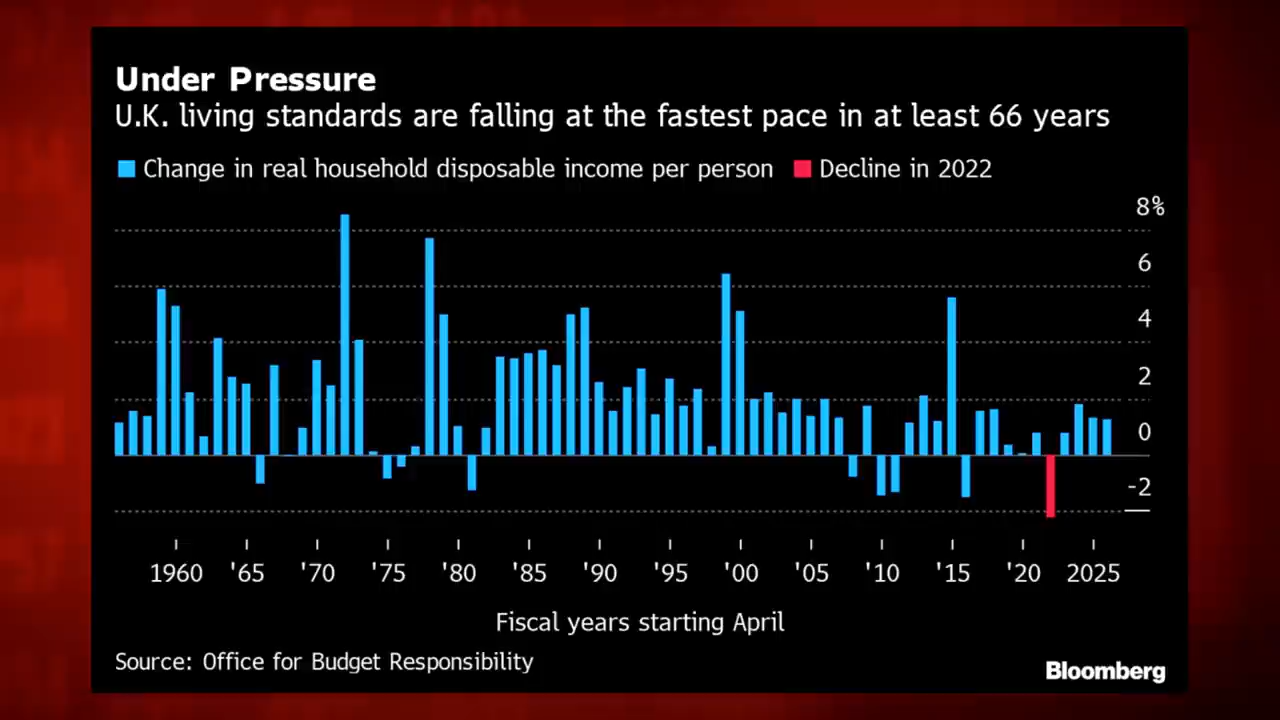 Under Pressure
U.K. living standards are falling at the fastest pace in at least 66 years
Change in real household disposable income per person Decline in 2022
8%
6
4
2
0
-2
1960 '65 '70 '75 '80 '85 '90 '95 '00 '05 '10 '15 '20 2025
Fiscal years starting April
Source: Office for Budget Responsibility
Bloomberg